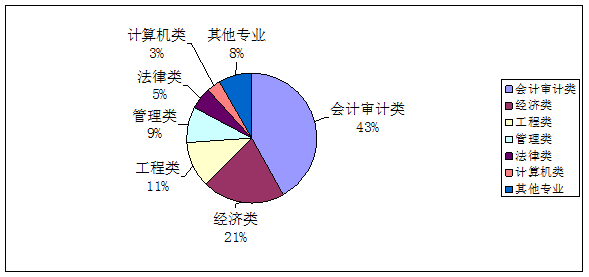 计算机类
3%
其他专业
8%
法律类
5%
管理类
9%
工程类
11%
经济类
21%
会计审计类
43%
会计审计类
经济类
工程类
管理类
法律类
计算机类
其他专业